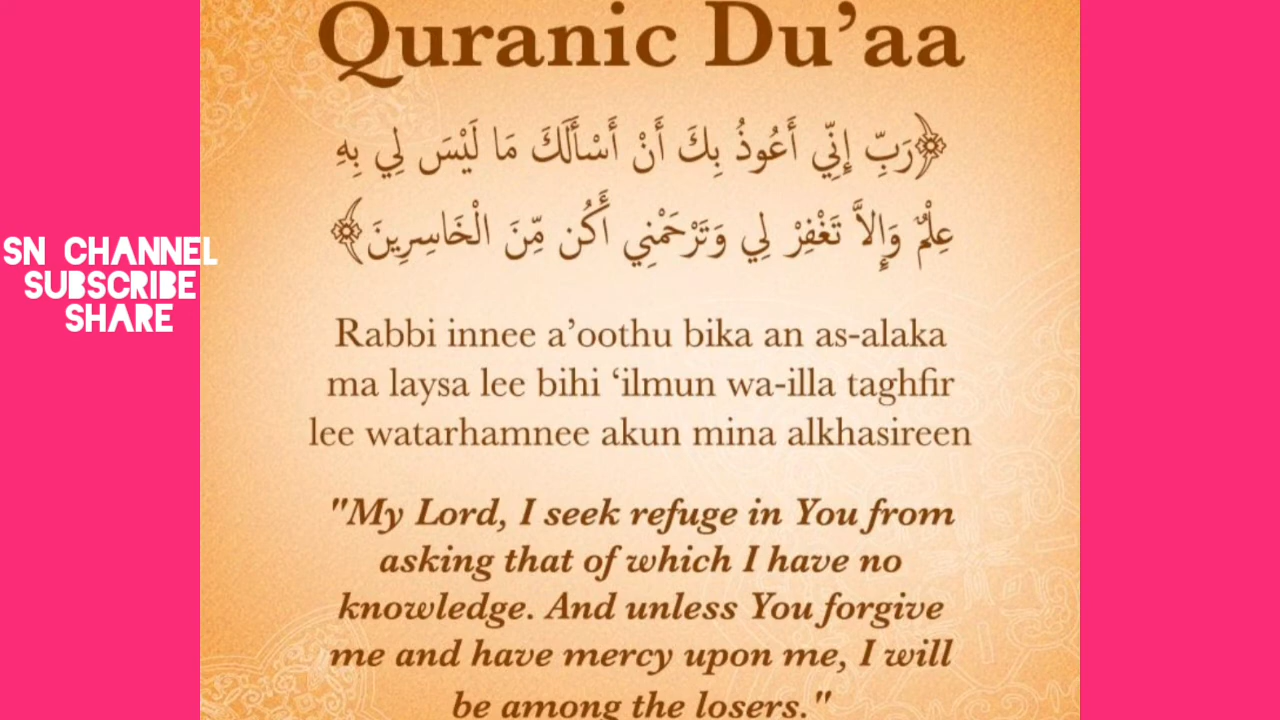 Quranic Du’aa
﴿رَبِّ إِنِّي أَعُوذُ بِكَ أَنْ أَسْأَلَكَ مَا لَيْسَ لِي بِهِ
عِلْمٌ وَإِلاَّ تَغْفِرْ لِي وَتَرْحَمْنِي أَكُن مِّنَ الْخَاسِرِينَ﴾
SN CHANNEL
SUBSCRIBE
SHARE
Rabbi innee a’oothu bika an as-alaka
ma laysa lee bihi ‘ilmun wa-illa taghfir
lee watarhamnee akun mina alkhasireen
"My Lord, I seek refuge in You from
asking that of which I have no
knowledge. And unless You forgive
me and have mercy upon me, I will
be among the losers."